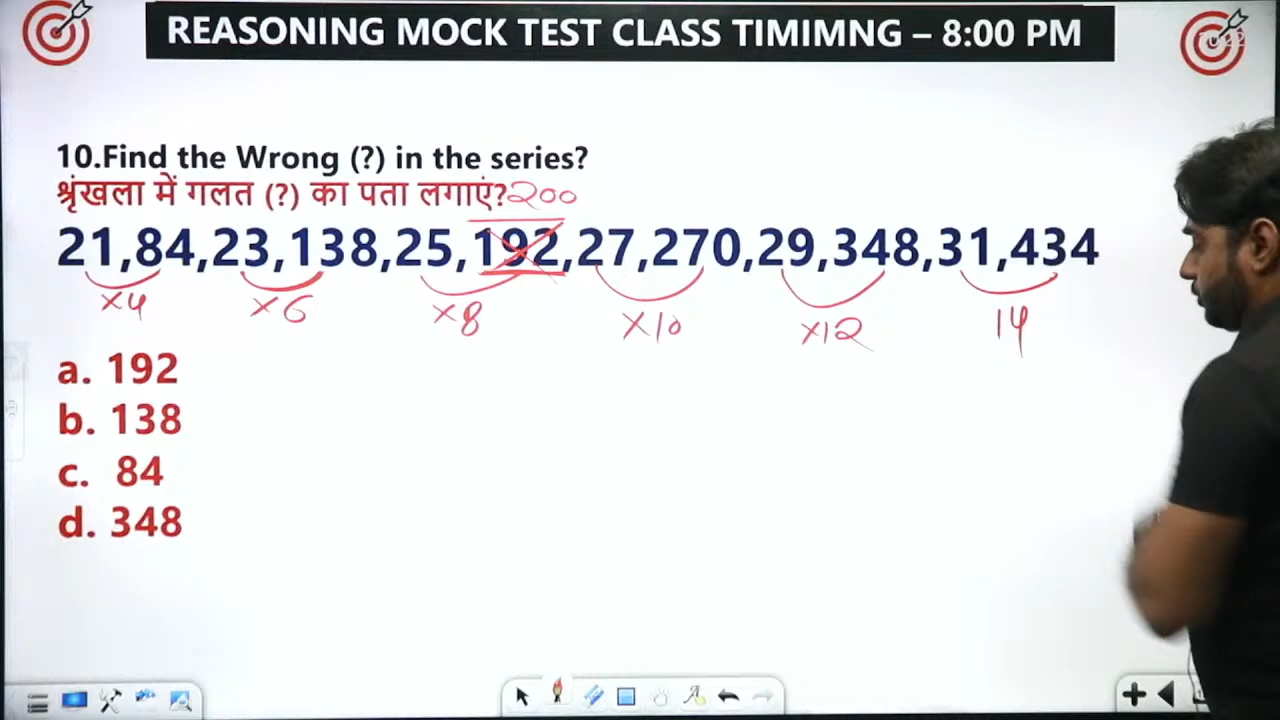 REASONING MOCK TEST CLASS TIMIMNG – 8:00 PM
10.Find the Wrong (?) in the series?
श्रृंखला में गलत (?) का पता लगाएं?200
21,84,23,138,25,192,27,270,29,348,31,434
×4 ×6 ×8 ×10 ×12 14
a. 192
b. 138
c. 84
d. 348